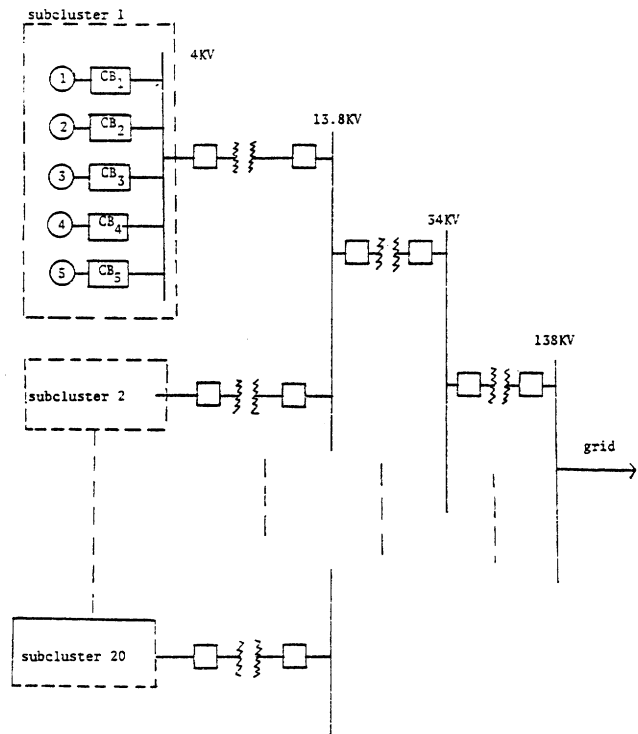 subcluster 1
4KV
1 CB1
2 CB2
13.8KV
3 CB3
4 CB4
34KV
5 CB5
138KV
subcluster 2
grid
subcluster 20